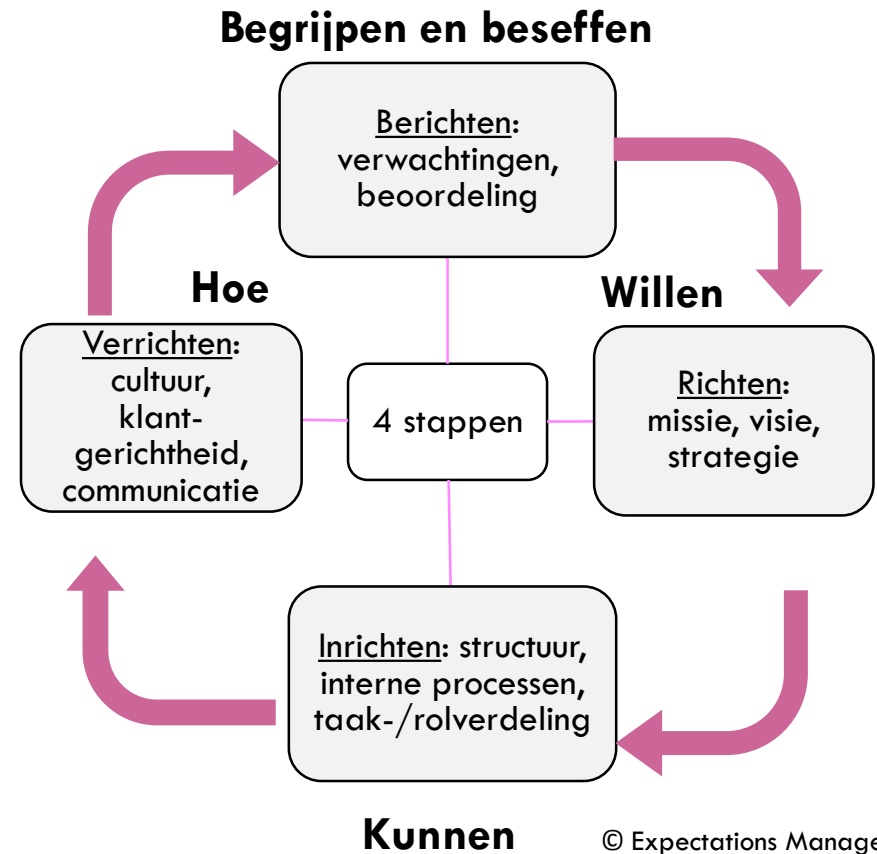 Begrijpen en beseffen
Berichten:
verwachtingen,
beoordeling
Hoe
Willen
Verrichten:
cultuur,
klant-
gerichtheid,
communicatie
4 stappen
Richten:
missie, visie,
strategie
Inrichten: structuur,
interne processen,
taak-/rolverdeling
Kunnen
© Expectations Manage